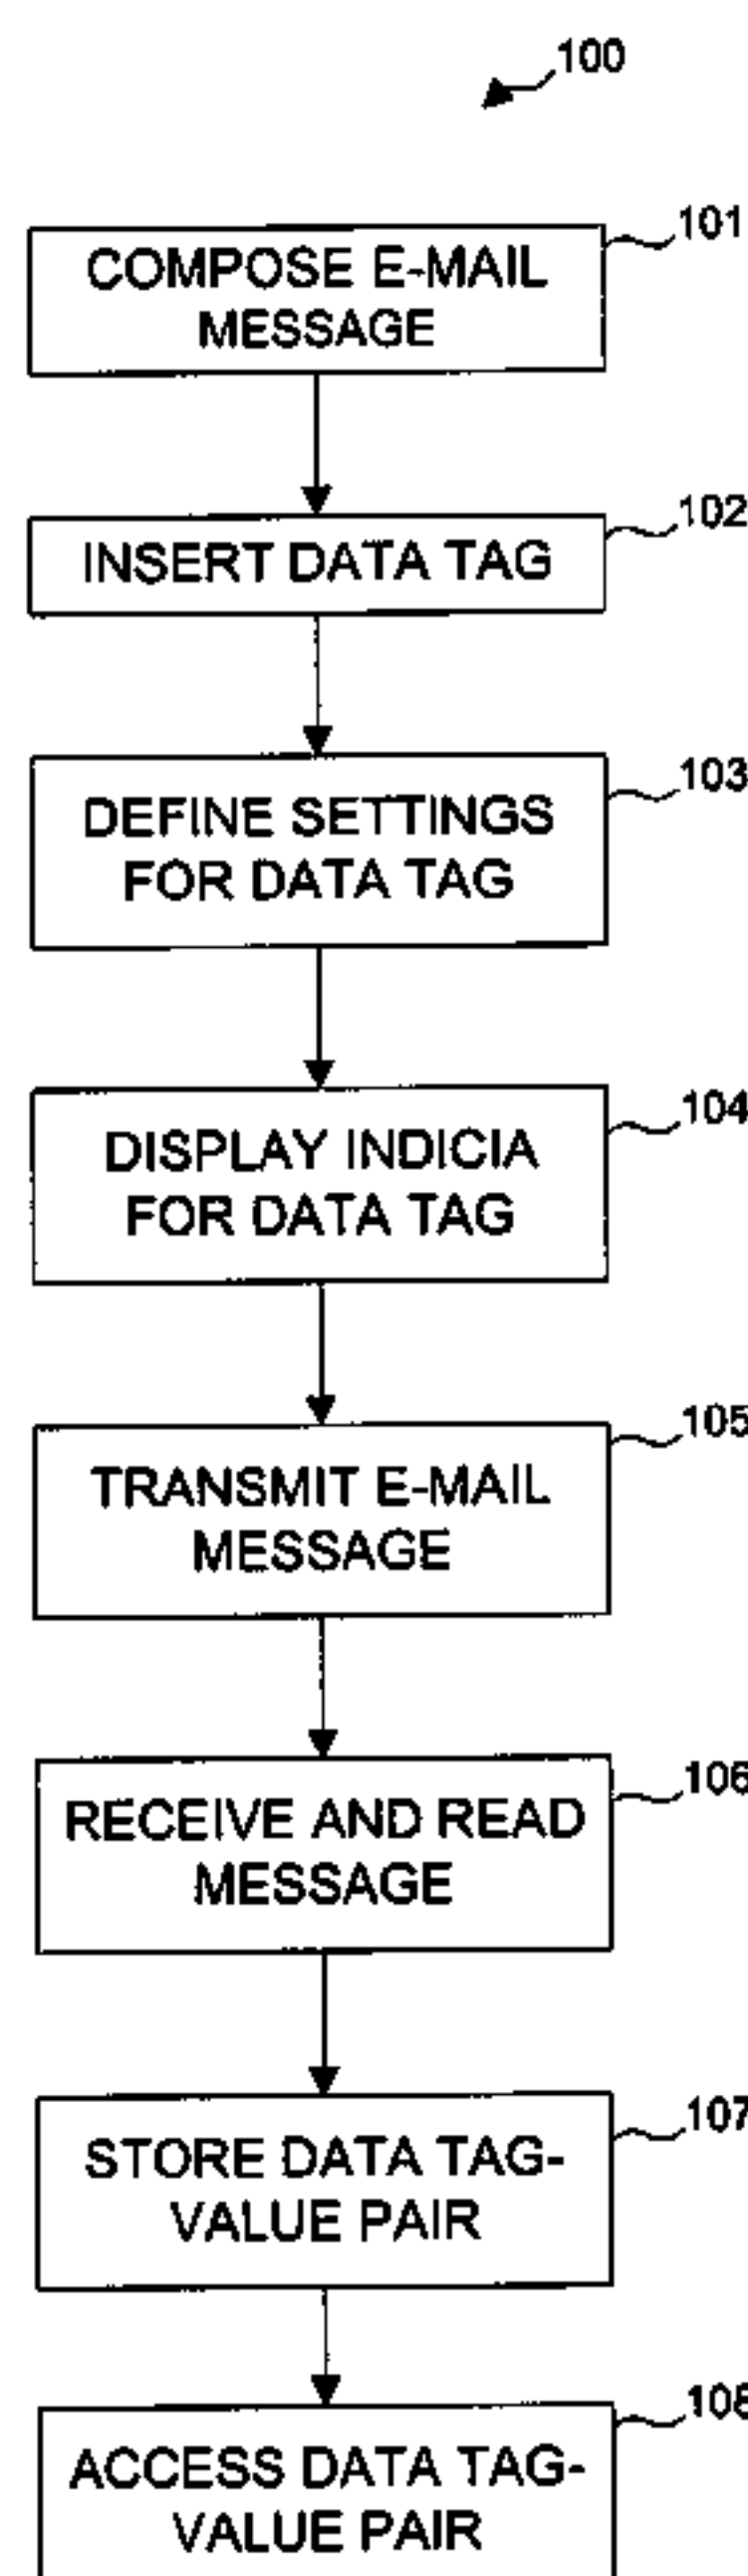 100
101
COMPOSE E-MAIL
MESSAGE
102
INSERT DATA TAG
103
DEFINE SETTINGS
FOR DATA TAG
104
DISPLAY INDICIA
FOR DATA TAG
105
TRANSMIT E-MAIL
MESSAGE
106
RECEIVE AND READ
MESSAGE
107
STORE DATA TAG-
VALUE PAIR
108
ACCESS DATA TAG-
VALUE PAIR